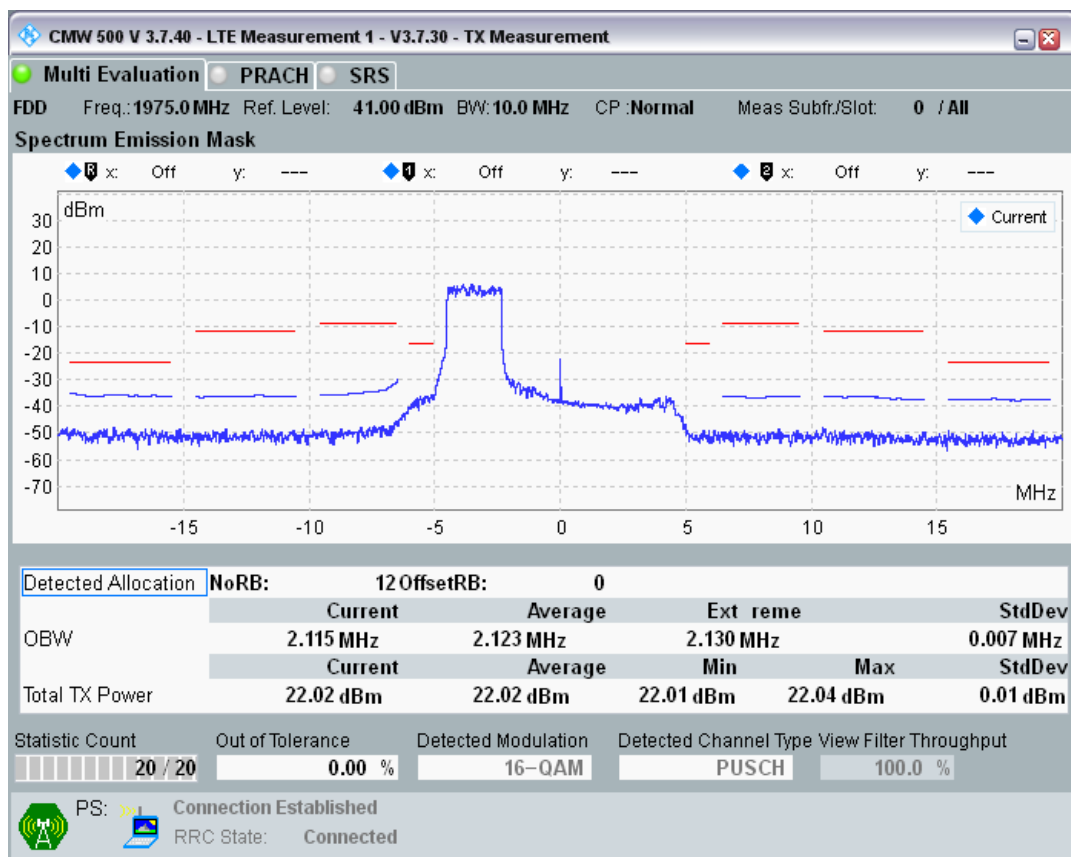 CMW 500 V 3.7.40 - LTE Measurement 1 - V3.7.30 - TX Measurement
Multi Evaluation PRACH SRS
FDD Freq.: 1975.0 MHz Ref. Level: 41.00 dBm BW: 10.0 MHz CP : Normal Meas Subfr./Slot: 0 / All
Spectrum Emission Mask
R x: Off y: --- 1 x: Off y: --- 2 x: Off y: ---
dBm
Current
30
20
10
0
-10
-20
-30
-40
-50
-60
-70
MHz
-15 -10 -5 0 5 10 15
Detected Allocation NoRB: 12 OffsetRB: 0
Current Average Ext reme StdDev
OBW 2.115 MHz 2.123 MHz 2.130 MHz 0.007 MHz
Current Average Min Max StdDev
Total TX Power 22.02 dBm 22.02 dBm 22.01 dBm 22.04 dBm 0.01 dBm
Statistic Count Out of Tolerance Detected Modulation Detected Channel Type View Filter Throughput
20 / 20 0.00 % 16-QAM PUSCH 100.0 %
PS: Connection Established
RRC State: Connected